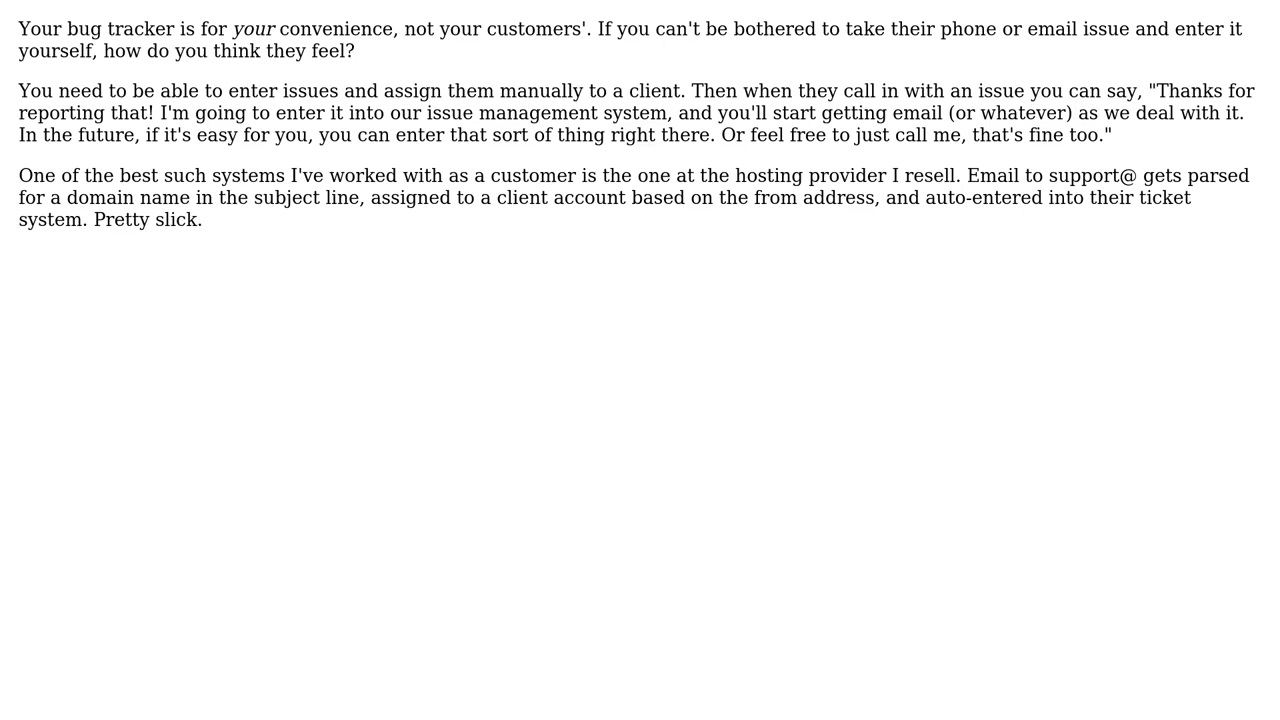 Your bug tracker is for your convenience, not your customers'. If you can't be bothered to take their phone or email issue and enter it
yourself, how do you think they feel?
You need to be able to enter issues and assign them manually to a client. Then when they call in with an issue you can say, "Thanks for
reporting that! I'm going to enter it into our issue management system, and you'll start getting email (or whatever) as we deal with it.
In the future, if it's easy for you, you can enter that sort of thing right there. Or feel free to just call me, that's fine too."
One of the best such systems I've worked with as a customer is the one at the hosting provider I resell. Email to support@ gets parsed
for a domain name in the subject line, assigned to a client account based on the from address, and auto-entered into their ticket
system. Pretty slick.